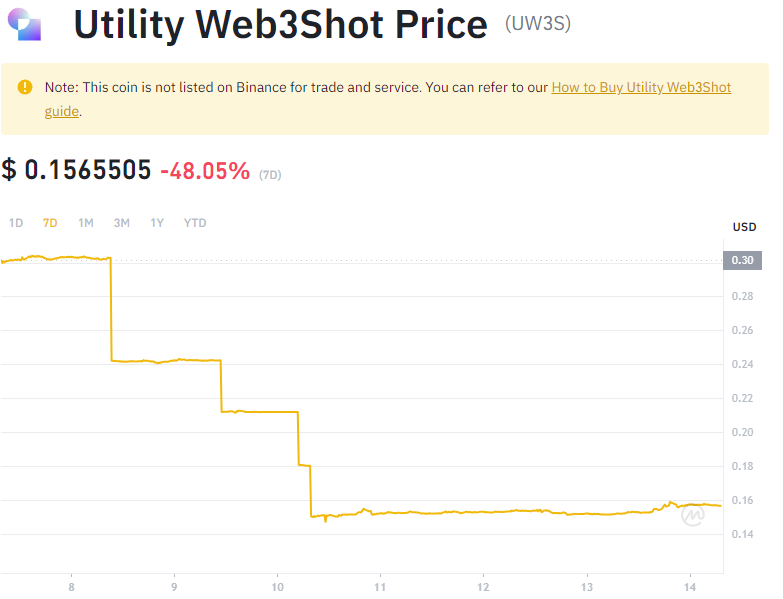 Utility Web3Shot Price (UW3S)
Note: This coin is not listed on Binance for trade and service. You can refer to our How to Buy Utility Web3Shot
guide.
$ 0.1565505 -48.05% (7D)
1D 7D 1M 3M 1Y YTD
USD
0.30
0.28
0.26
0.24
0.22
0.20
0.18
0.16
0.14
8 9 10 11 12 13 14